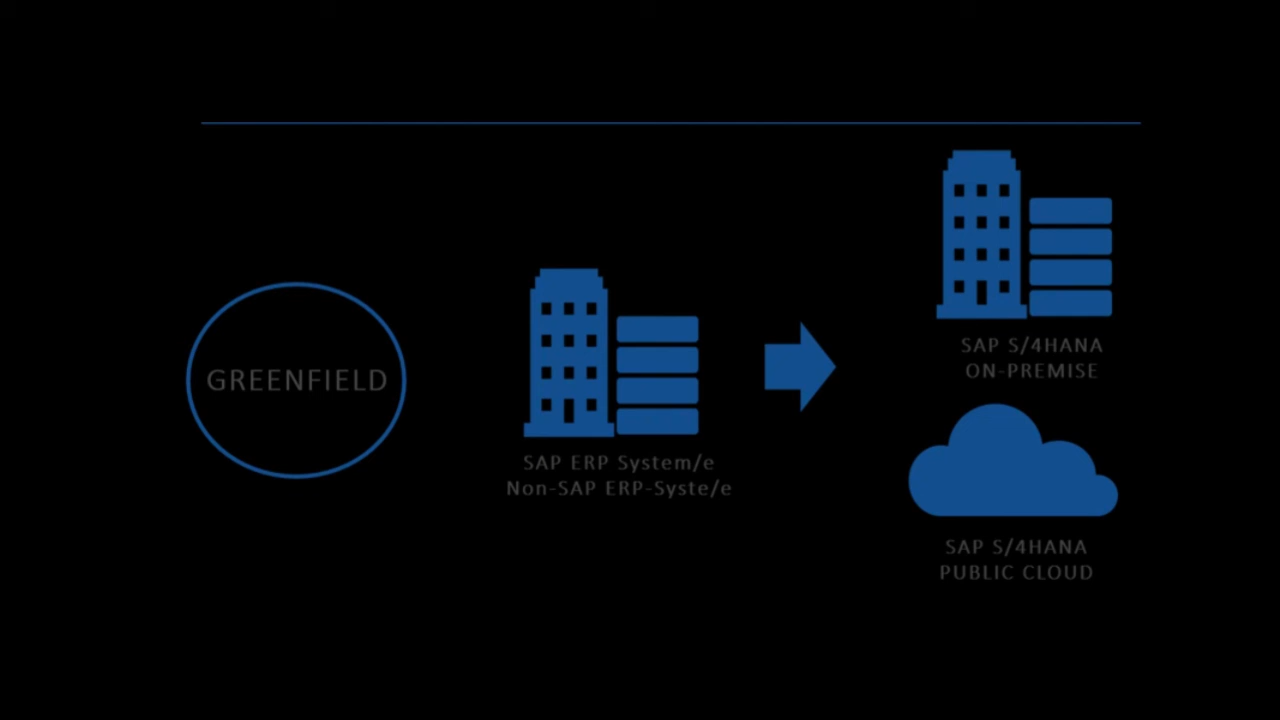 GREENFIELD
SAP ERP System/e
Non-SAP ERP-Syste/e
SAP S/4HANA
ON-PREMISE
SAP S/4HANA
PUBLIC CLOUD